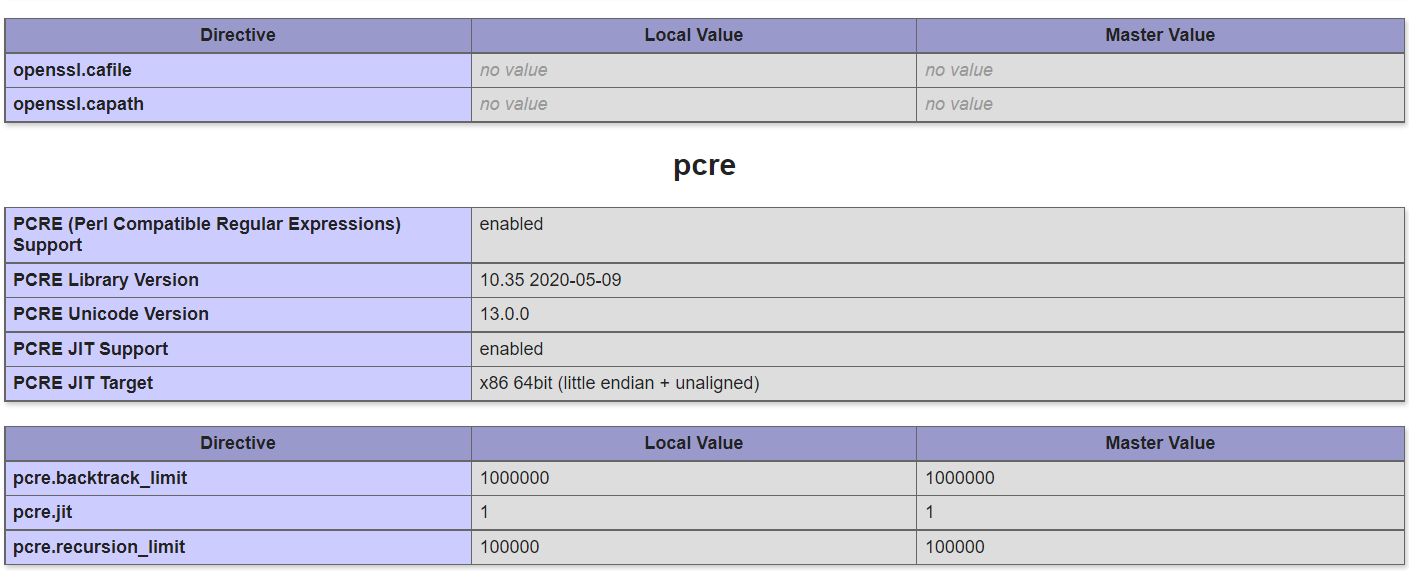 Directive Local Value Master Value
openssl.cafile no value no value
openssl.capath no value no value
pcre
PCRE (Perl Compatible Regular Expressions) enabled
Support
PCRE Library Version 10.35 2020-05-09
PCRE Unicode Version 13.0.0
PCRE JIT Support enabled
PCRE JIT Target x86 64bit (little endian + unaligned)
Directive Local Value Master Value
pcre.backtrack_limit 1000000 1000000
pcre.jit 1 1
pcre.recursion_limit 100000 100000